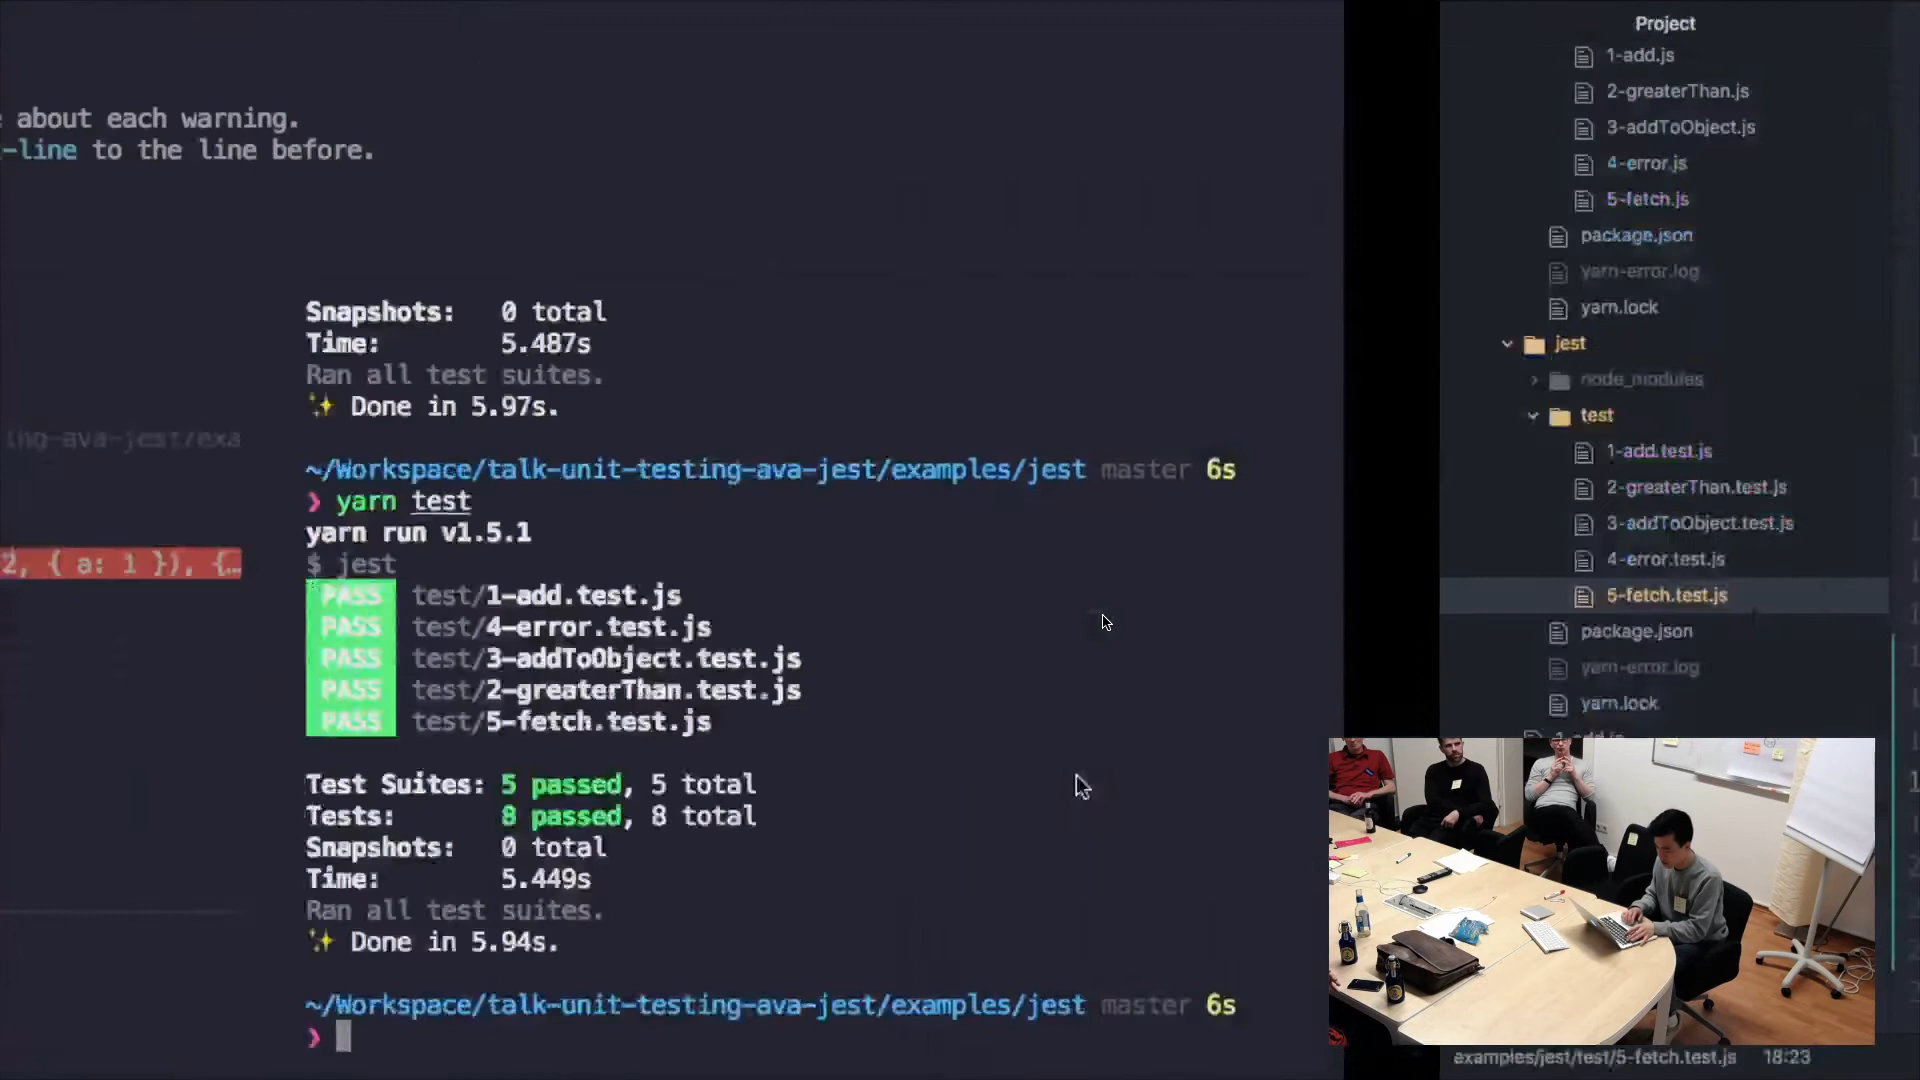 about each warning.
-line to the line before.
Snapshots: 0 total
Time: 5.487s
Ran all test suites.
✨ Done in 5.97s.
ing-ava-jest/exa
~/Workspace/talk-unit-testing-ava-jest/examples/jest master 6s
❯ yarn test
yarn run v1.5.1
2, { a: 1 }), {…
$ jest
PASS test/1-add.test.js
PASS test/4-error.test.js
PASS test/3-addToObject.test.js
PASS test/2-greaterThan.test.js
PASS test/5-fetch.test.js
Test Suites: 5 passed, 5 total
Tests: 8 passed, 8 total
Snapshots: 0 total
Time: 5.449s
Ran all test suites.
✨ Done in 5.94s.
~/Workspace/talk-unit-testing-ava-jest/examples/jest master 6s
❯
Project
1-add.js
2-greaterThan.js
3-addToObject.js
4-error.js
5-fetch.js
package.json
yarn-error.log
yarn.lock
jest
node_modules
test
1-add.test.js
2-greaterThan.test.js
3-addToObject.test.js
4-error.test.js
5-fetch.test.js
package.json
yarn-error.log
yarn.lock
examples/jest/test/5-fetch.test.js 18:23